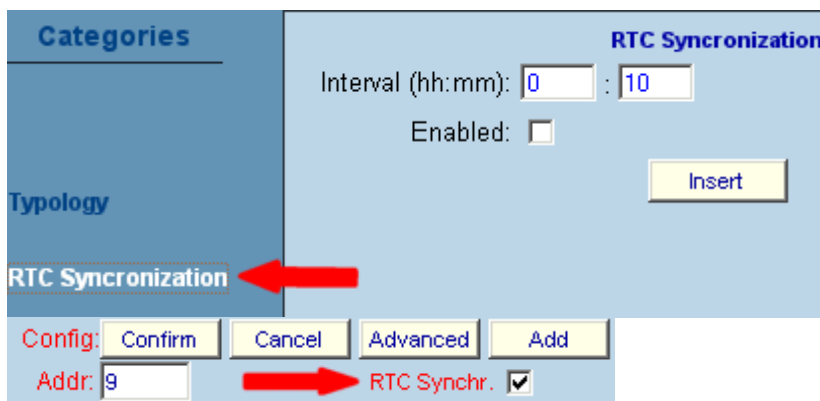 Categories
RTC Syncronization
Interval (hh:mm): 0 : 10
Enabled:
Insert
Typology
RTC Syncronization
Config: Confirm Cancel Advanced Add
Addr: 9 RTC Synchr.